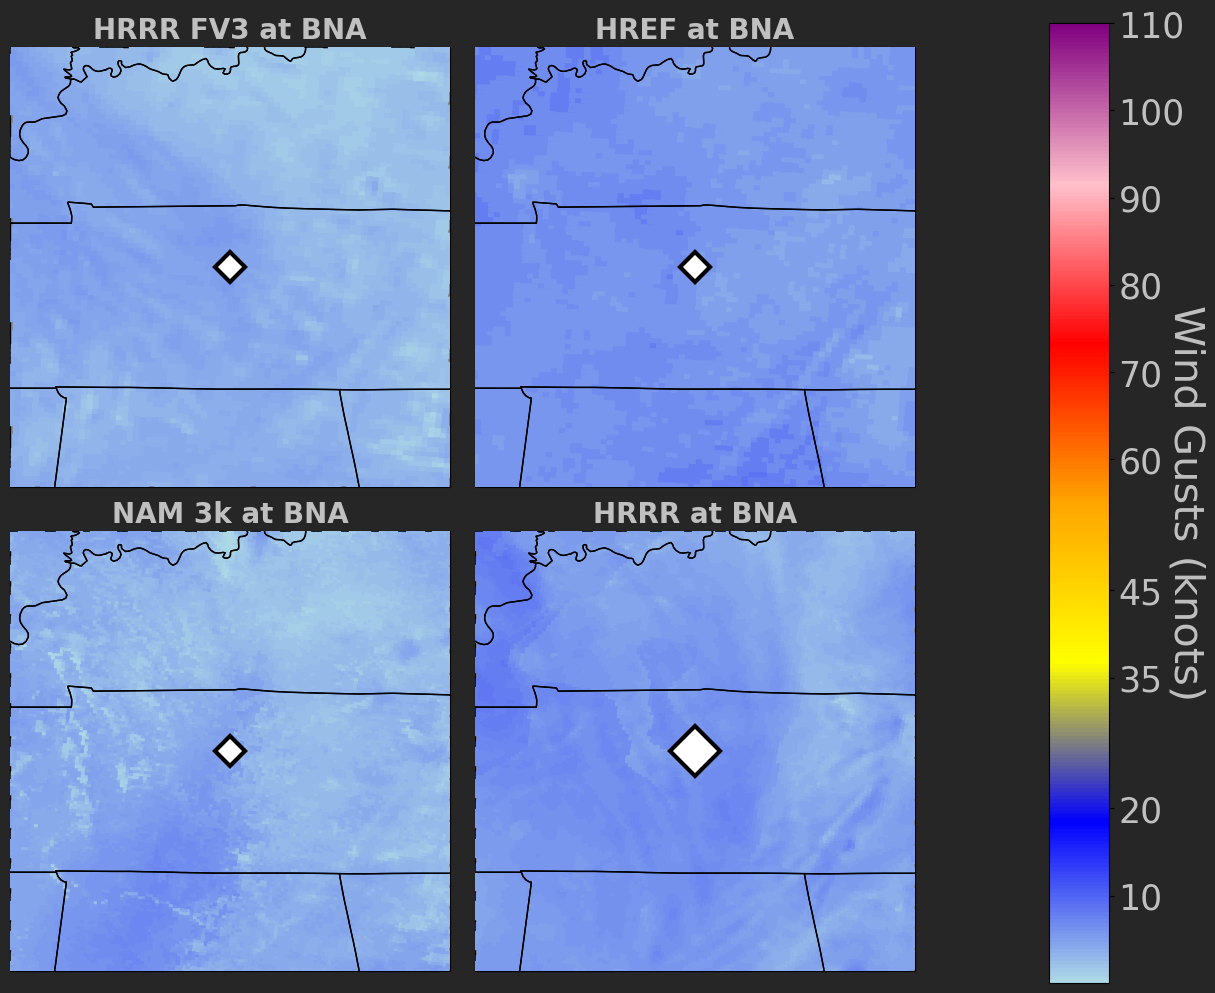 HRRR FV3 at BNA
HREF at BNA
NAM 3k at BNA
HRRR at BNA
110
100
90
80
70
60
45
35
20
10
Wind Gusts (knots)